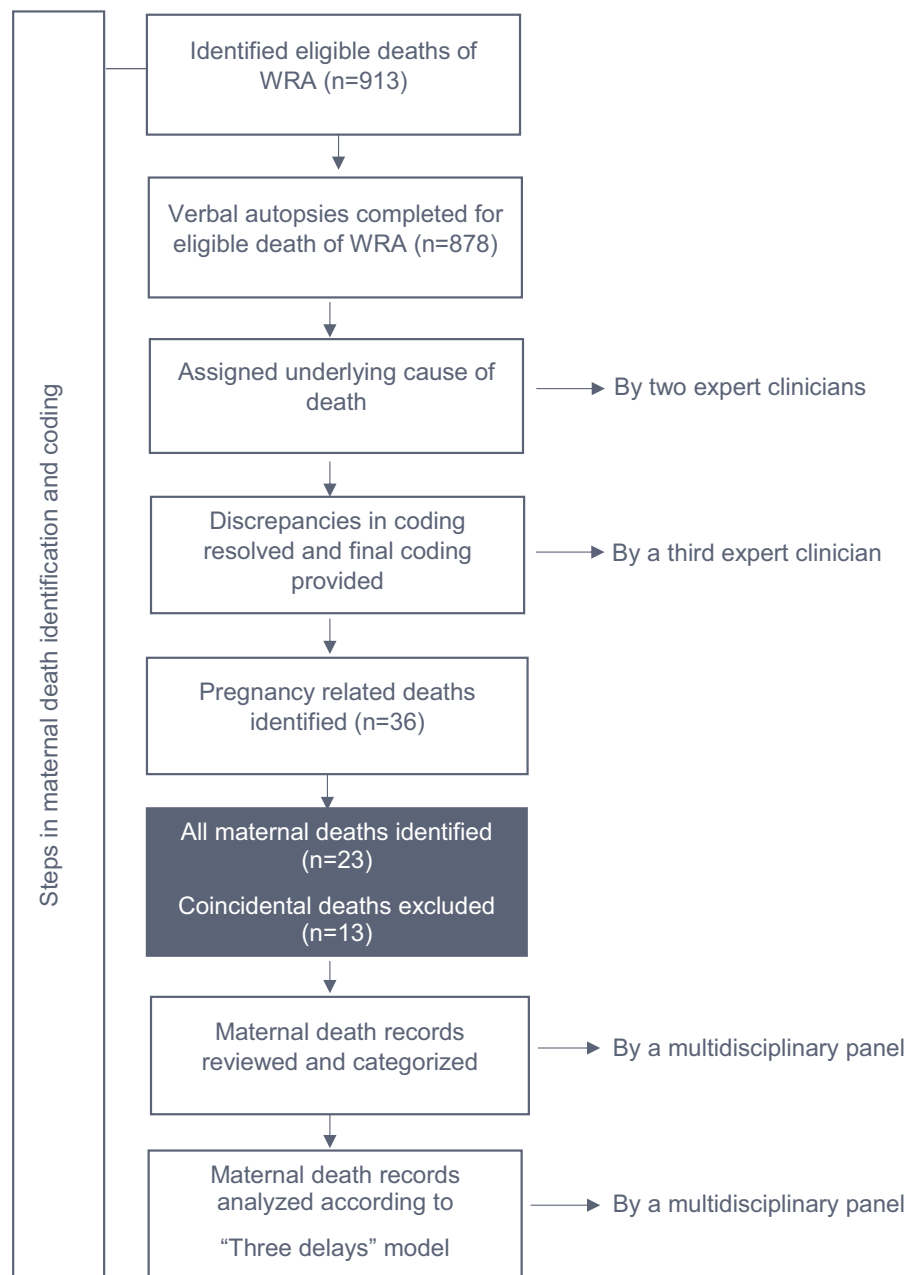 Steps in maternal death identification and coding
Identified eligible deaths of
WRA (n=913)
Verbal autopsies completed for
eligible death of WRA (n=878)
Assigned underlying cause of
death
By two expert clinicians
Discrepancies in coding
resolved and final coding
provided
By a third expert clinician
Pregnancy related deaths
identified (n=36)
All maternal deaths identified
(n=23)
Coincidental deaths excluded
(n=13)
Maternal death records
reviewed and categorized
By a multidisciplinary panel
Maternal death records
analyzed according to
“Three delays” model
By a multidisciplinary panel